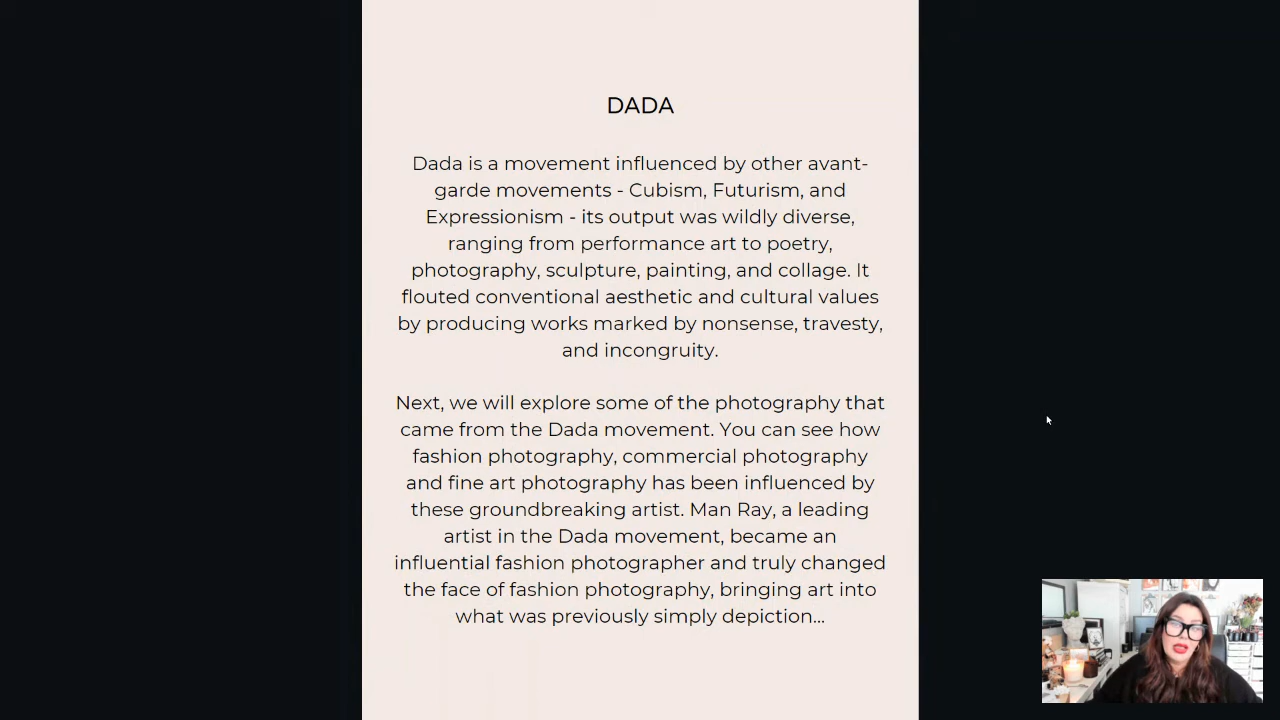 DADA
Dada is a movement influenced by other avant-
garde movements - Cubism, Futurism, and
Expressionism - its output was wildly diverse,
ranging from performance art to poetry,
photography, sculpture, painting, and collage. It
flouted conventional aesthetic and cultural values
by producing works marked by nonsense, travesty,
and incongruity.
Next, we will explore some of the photography that
came from the Dada movement. You can see how
fashion photography, commercial photography
and fine art photography has been influenced by
these groundbreaking artist. Man Ray, a leading
artist in the Dada movement, became an
influential fashion photographer and truly changed
the face of fashion photography, bringing art into
what was previously simply depiction...